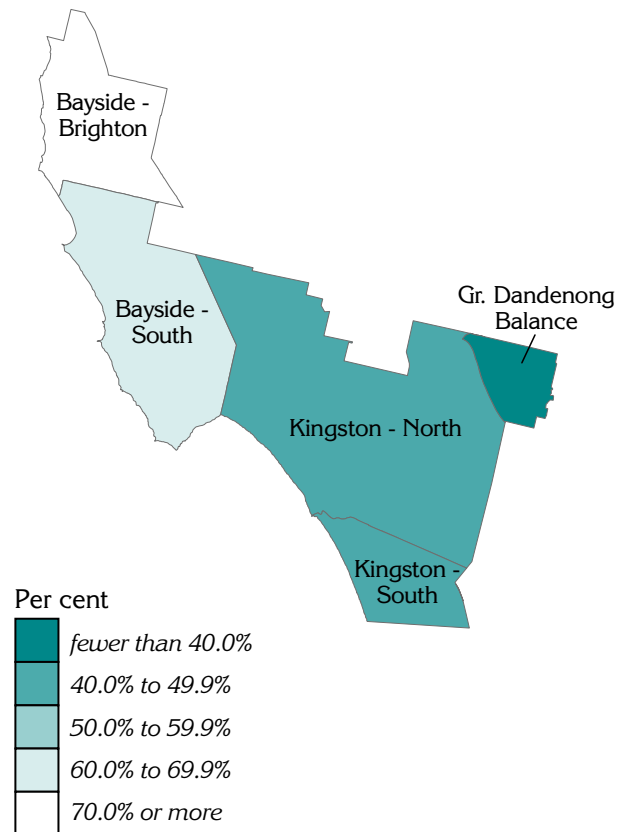 Bayside -
Brighton
Gr. Dandenong
Balance
Bayside -
South
Kingston - North
Kingston -
South
Per cent
fewer than 40.0%
40.0% to 49.9%
50.0% to 59.9%
60.0% to 69.9%
70.0% or more